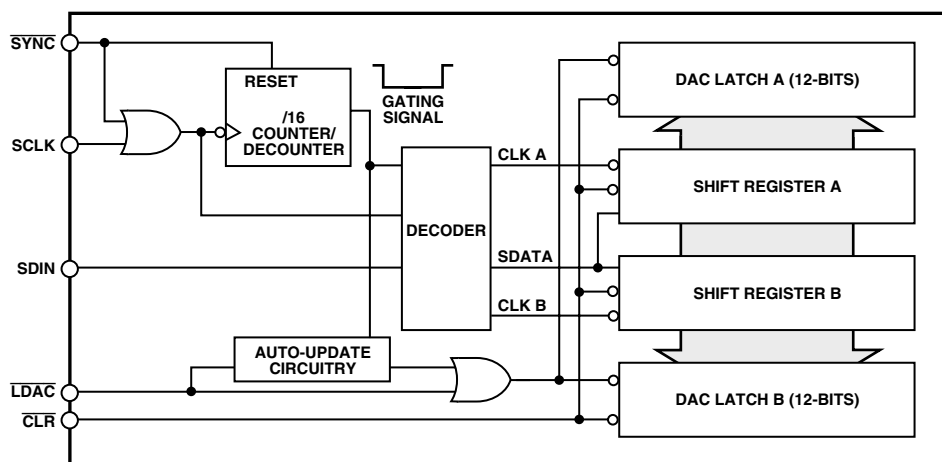 SYNC
RESET
/16
COUNTER/
DECOUNTER
GATING
SIGNAL
DAC LATCH A (12-BITS)
SCLK
CLK A
SHIFT REGISTER A
DECODER
SDIN
SDATA
SHIFT REGISTER B
CLK B
AUTO-UPDATE
CIRCUITRY
LDAC
DAC LATCH B (12-BITS)
CLR